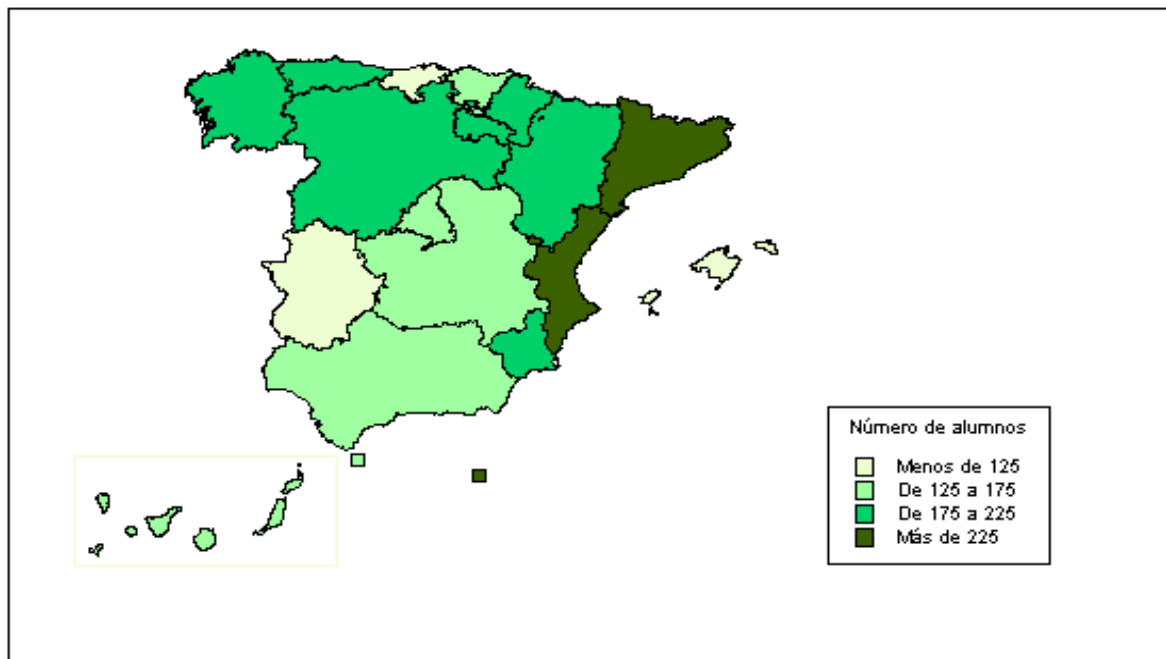 Número de alumnos
Menos de 125
De 125 a 175
De 175 a 225
Más de 225